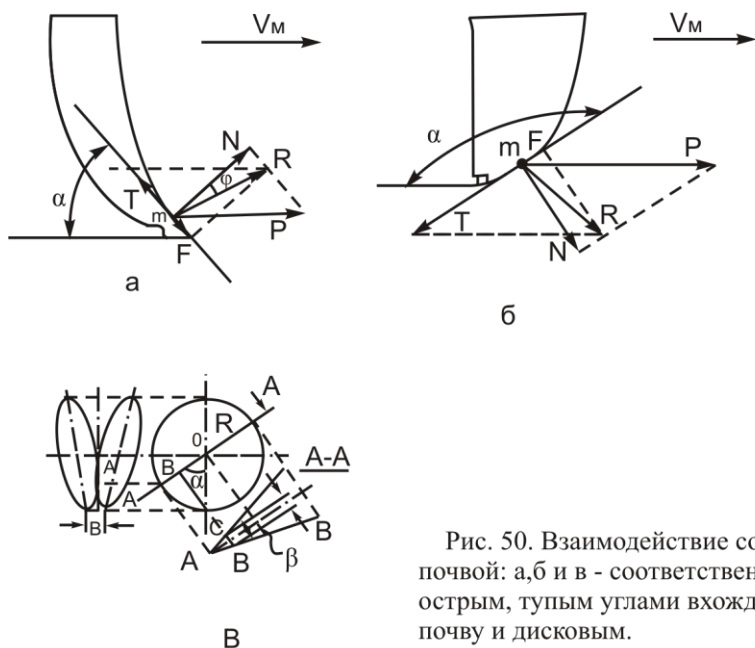 Vм
Vм
N
R
α
T
φ
m
P
F
а
α
m
F
P
T
R
N
б
A
R
0
A
B
α
A
A-A
B
C
A
B
β
B
В
Рис. 50. Взаимодействие со
почвой: а,б и в - соответствен
острым, тупым углами вхожд
почву и дисковым.